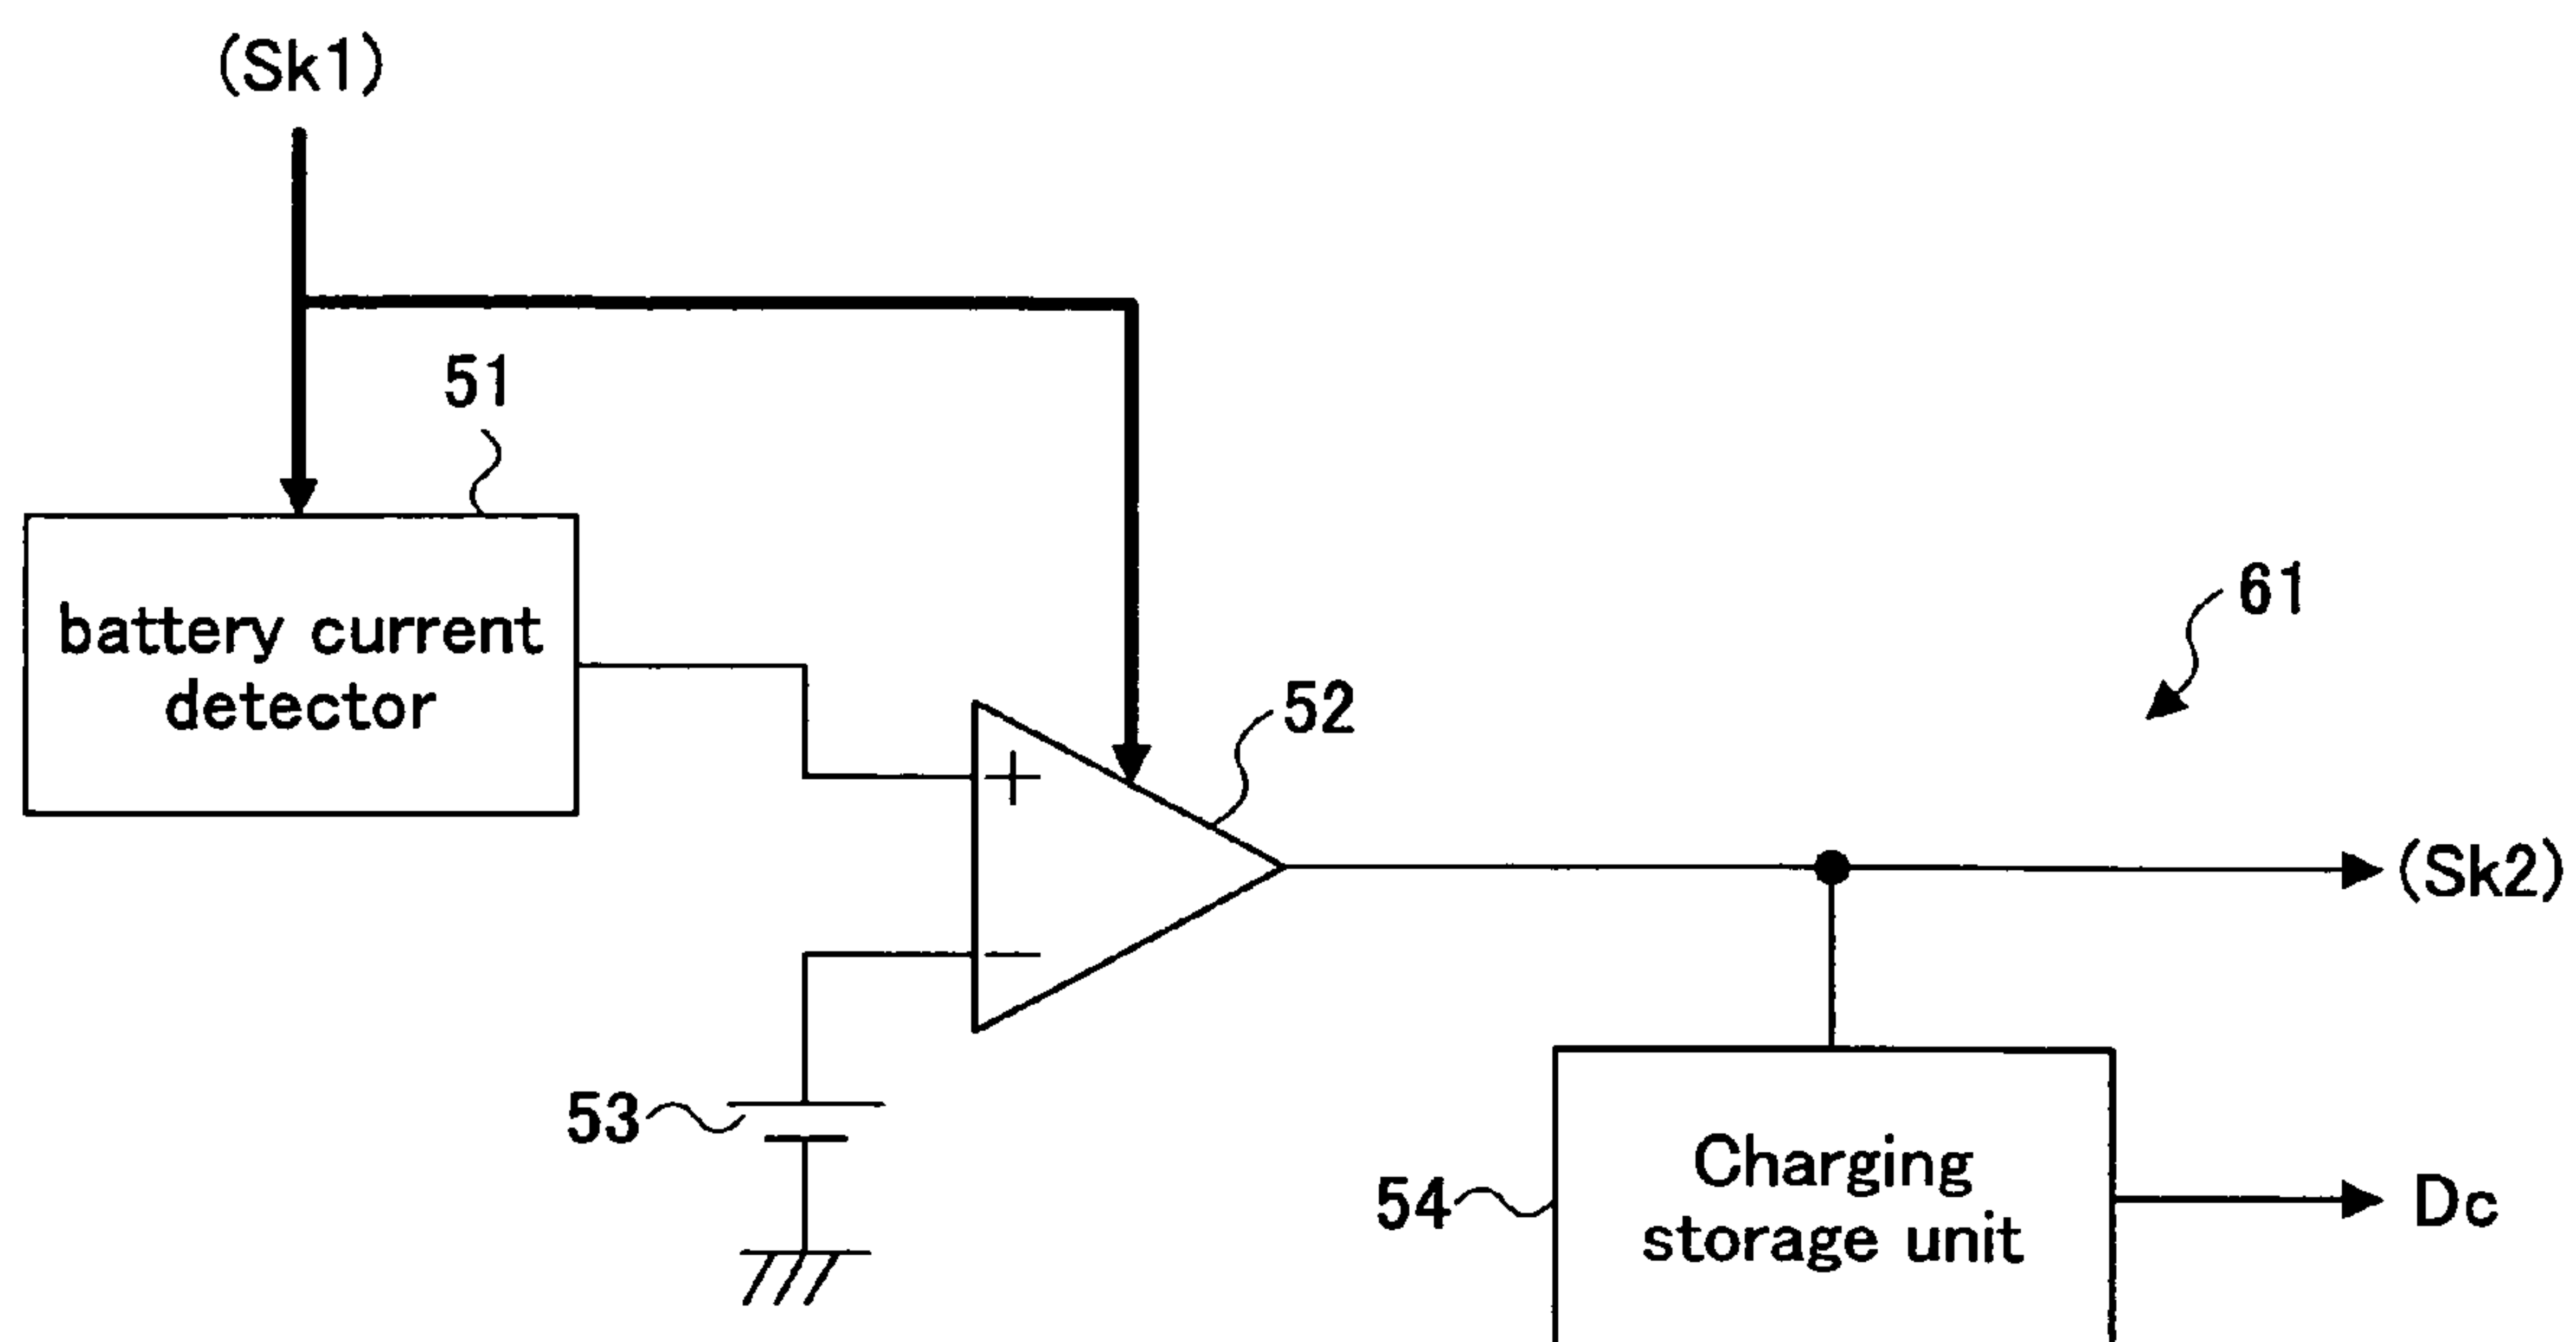 (Sk1)
51
battery current
detector
52
61
(Sk2)
53
54
Charging
storage unit
Dc